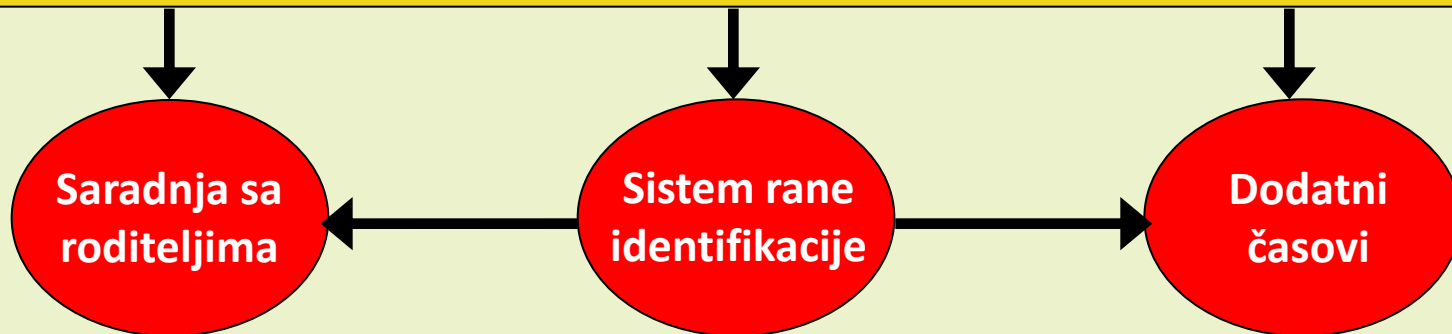 Saradnja sa
roditeljima
Sistem rane
identifikacije
Dodatni
časovi